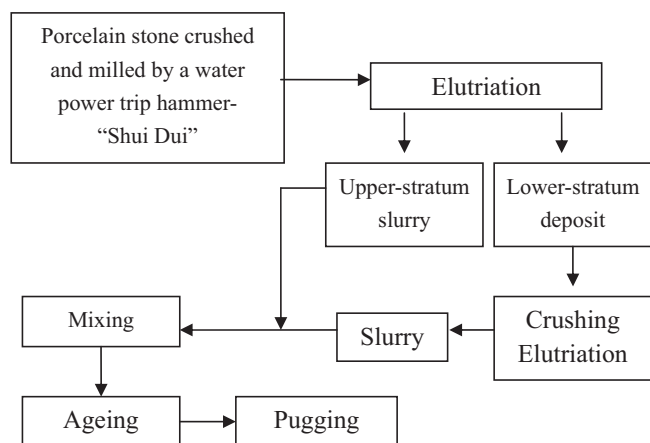 Porcelain stone crushed
and milled by a water
power trip hammer-
“Shui Dui”
Elutriation
Upper-stratum
slurry
Lower-stratum
deposit
Crushing
Elutriation
Slurry
Mixing
Ageing
Pugging